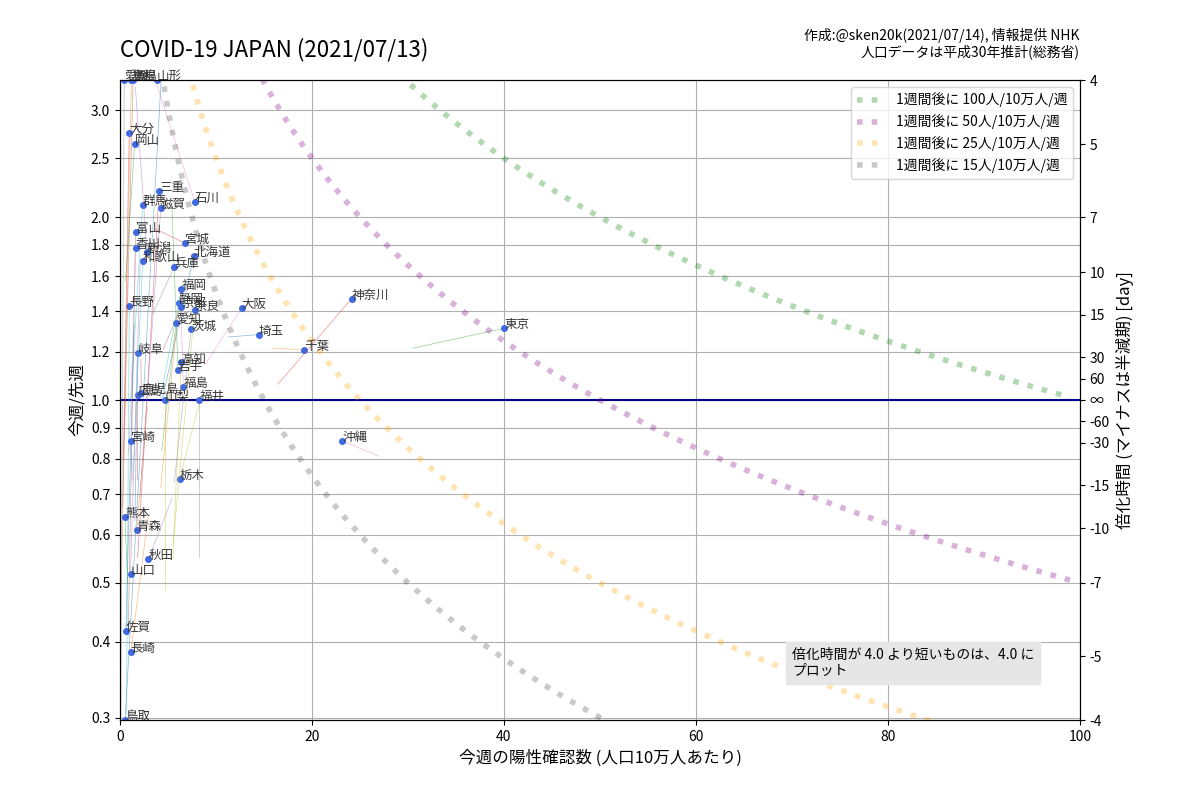 COVID-19 JAPAN (2021/07/13)
作成:@sken20k(2021/07/14), 情報提供 NHK
人口データは平成30年推計(総務省)
山形
1週間後に 100人/10万人/週
1週間後に 50人/10万人/週
1週間後に 25人/10万人/週
1週間後に 15人/10万人/週
大分
岡山
三重
石川
群馬
滋賀
富山
宮城
香川
新潟
北海道
和歌山
兵庫
福岡
神奈川
長野
奈良
大阪
東京
愛知
茨城
埼玉
岐阜
千葉
高知
岩手
福島
鹿児島
山梨
福井
宮崎
沖縄
栃木
熊本
青森
秋田
山口
佐賀
長崎
鳥取
倍化時間が 4.0 より短いものは、4.0 に
プロット
3.0
2.5
2.0
1.8
1.6
1.4
1.2
1.0
0.9
0.8
0.7
0.6
0.5
0.4
0.3
今週/先週
4
5
7
10
15
30
60
∞
-60
-30
-15
-10
-7
-5
-4
倍化時間 (マイナスは半減期) [day]
0
20
40
60
80
100
今週の陽性確認数 (人口10万人あたり)